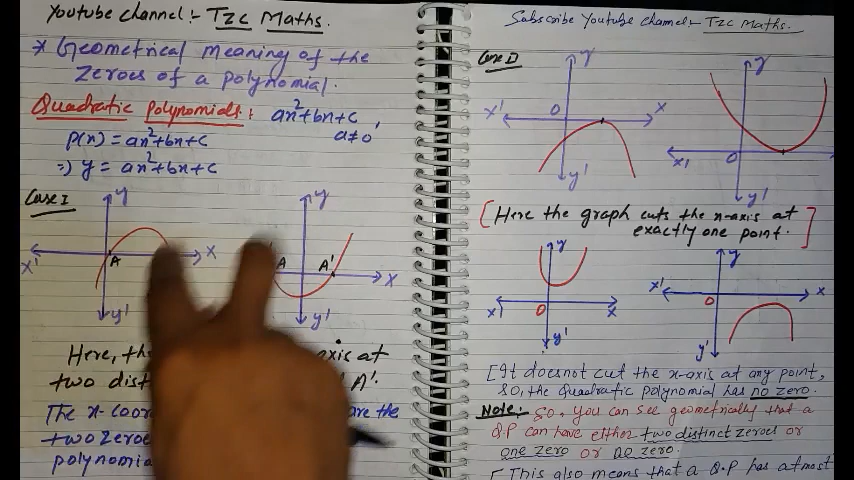 Youtube channel:- TZC Maths.
* Geometrical meaning of the
Zeroes of a polynomial.
Quadratic Polynomials: ax²+bx+c,
a≠0
P(x) = ax²+bx+c
=) y = ax²+bx+c
Case I
y
x'
A
x
y'
y
A
A'
x
y'
Here, th
axis at
two dist
A'.
The x-coor
are the
two zeroe
polynomia
Subscribe Youtube channel:- TZC Maths.
Case II
y
x'
O
x
y'
y
x'
O
y'
[Here the graph cuts the x-axis at
exactly one point.]
y
x'
O
x
y'
y
x'
O
x
y'
[It doesnot cut the x-axis at any point,
so, the quadratic polynomial has no zero.
Note:- so, you can see geometrically that a
Q.P can have either two distinct zeroes or
one zero or no zero.
[This also means that a Q.P has atmost